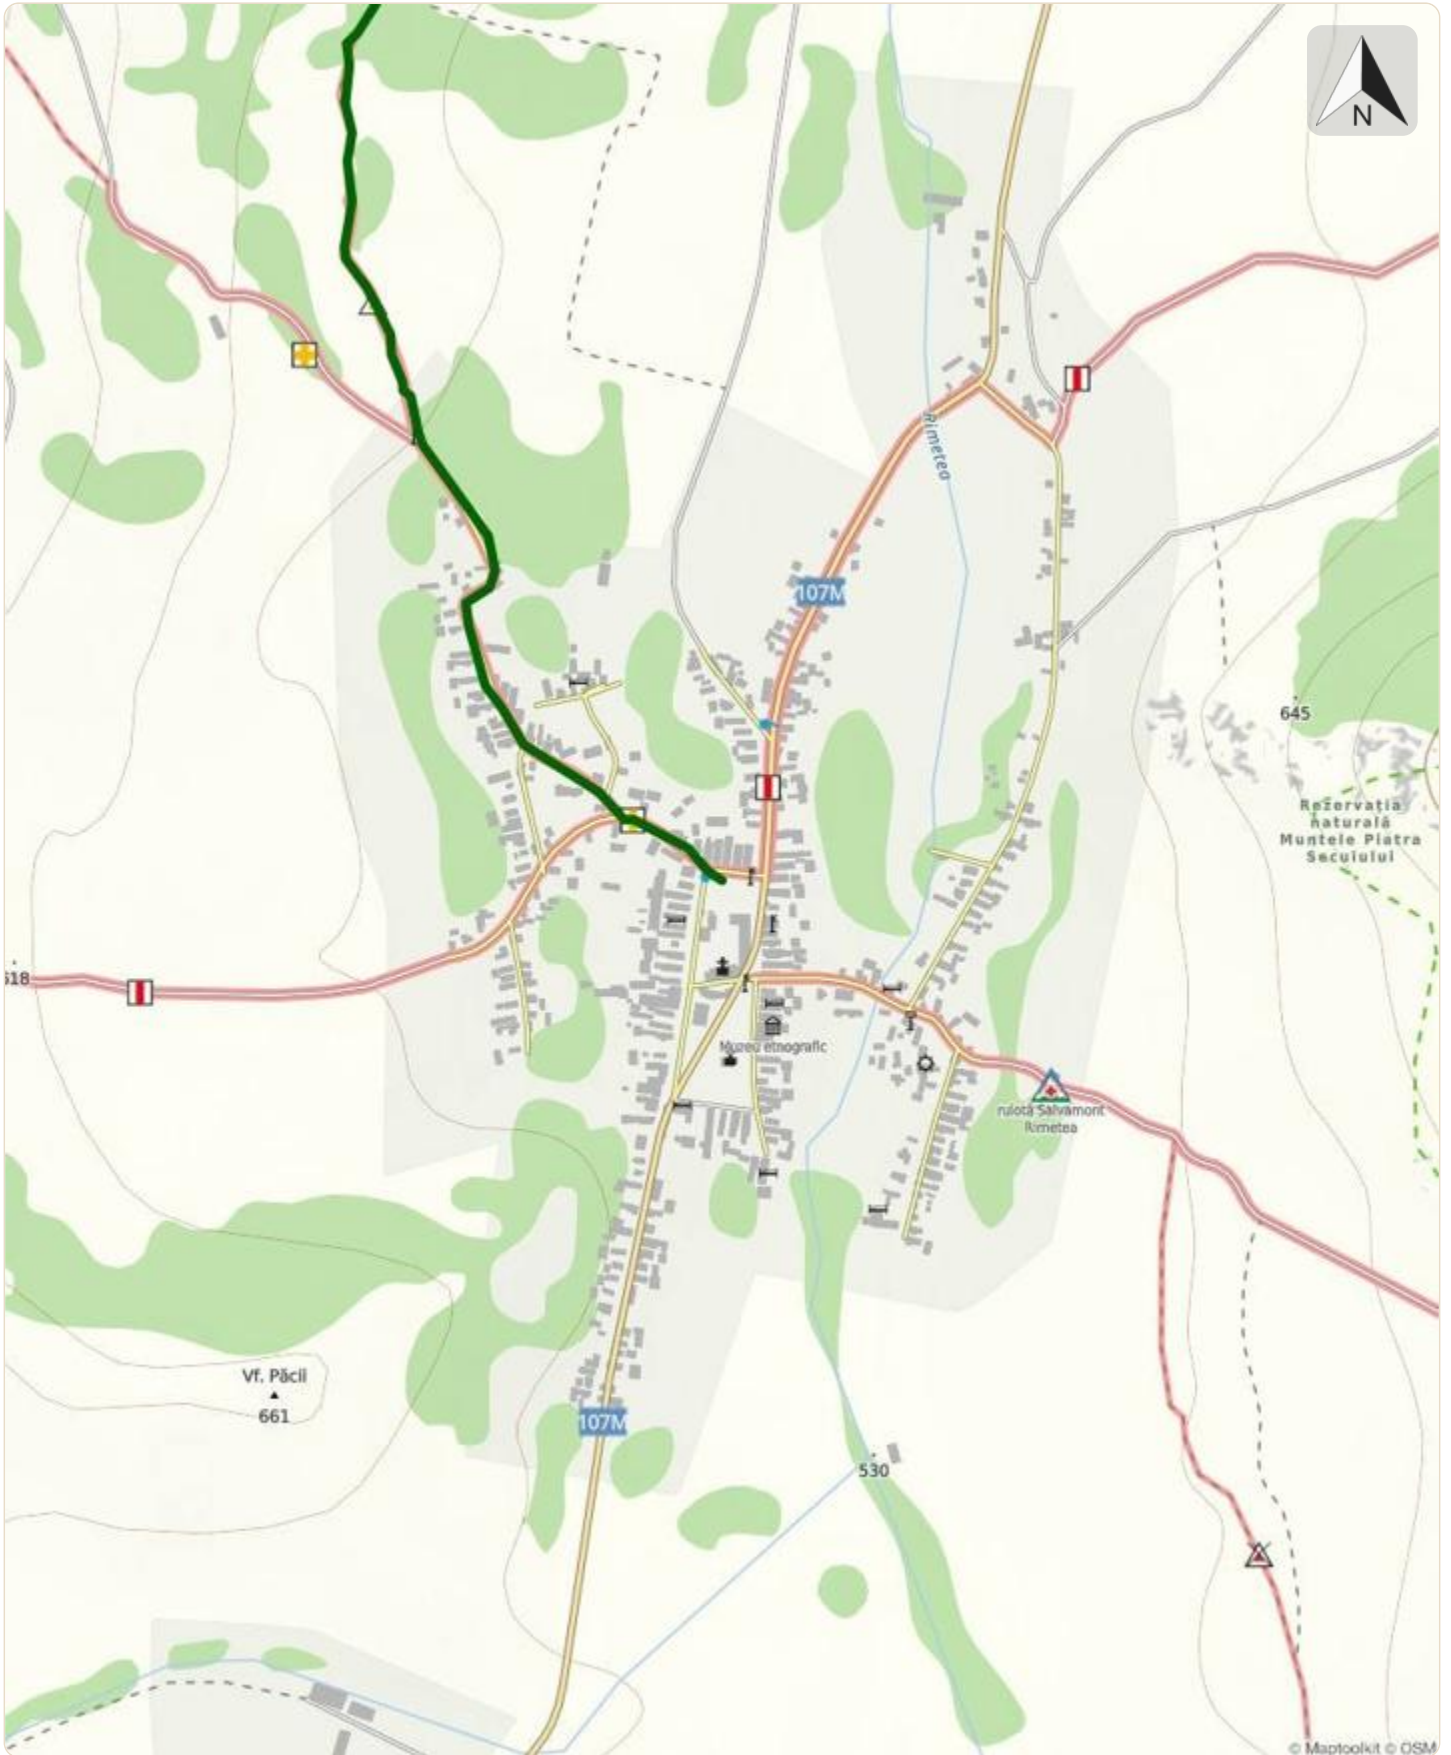 N
Rimetea
107M
645
Rezervația
naturală
Muntele Piatra
Secuiului
618
Muzeu etnografic
rulotă Salvamont
Rimetea
Vf. Păcii
661
107M
530
© Maptoolkit © OSM